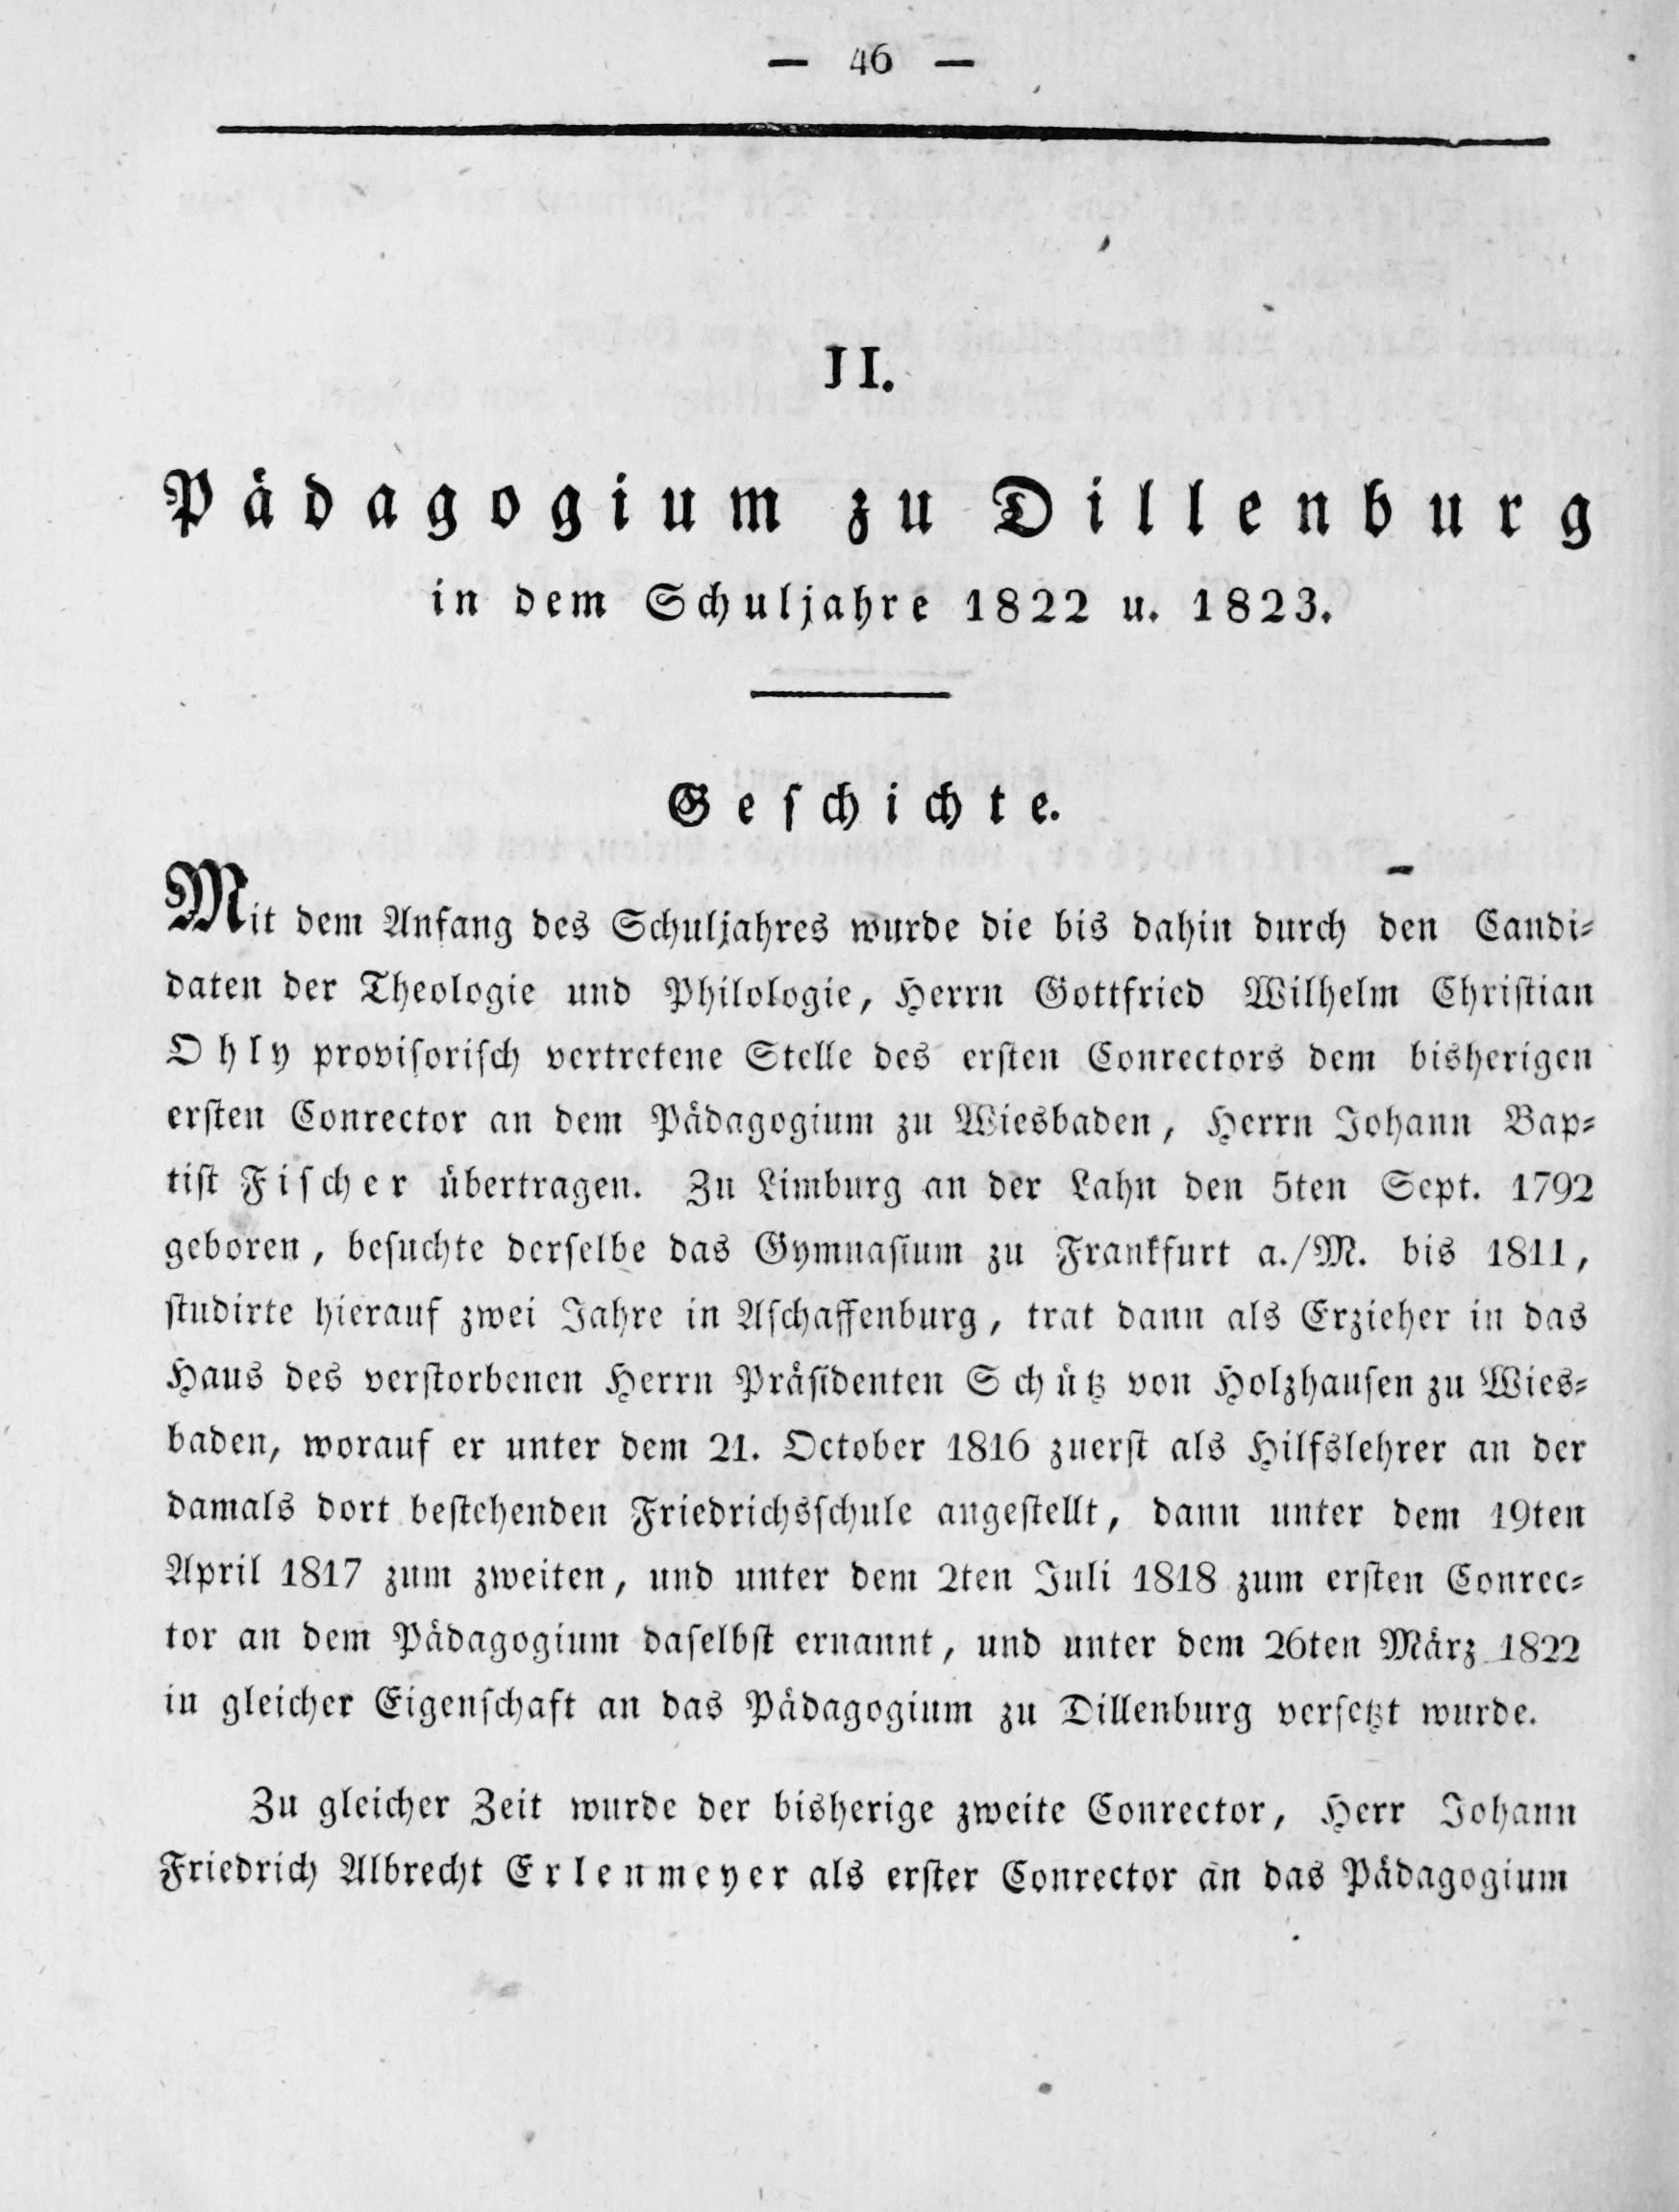 — 46 —
II.
Pädagogium zu Dillenburg
in dem Schuljahre 1822 u. 1823.
Geschichte.
Mit dem Anfang des Schuljahres wurde die bis dahin durch den Candi-
daten der Theologie und Philologie, Herrn Gottfried Wilhelm Christian
Ohly provisorisch vertretene Stelle des ersten Conrectors dem bisherigen
ersten Conrector an dem Pädagogium zu Wiesbaden, Herrn Johann Bap-
tist Fischer übertragen. Zu Limburg an der Lahn den 5ten Sept. 1792
geboren, besuchte derselbe das Gymnasium zu Frankfurt a./M. bis 1811,
studirte hierauf zwei Jahre in Aschaffenburg, trat dann als Erzieher in das
Haus des verstorbenen Herrn Präsidenten Schütz von Holzhausen zu Wies-
baden, worauf er unter dem 21. October 1816 zuerst als Hilfslehrer an der
damals dort bestehenden Friedrichsschule angestellt, dann unter dem 19ten
April 1817 zum zweiten, und unter dem 2ten Juli 1818 zum ersten Conrec-
tor an dem Pädagogium daselbst ernannt, und unter dem 26ten März 1822
in gleicher Eigenschaft an das Pädagogium zu Dillenburg versetzt wurde.
Zu gleicher Zeit wurde der bisherige zweite Conrector, Herr Johann
Friedrich Albrecht Erlenmeyer als erster Conrector an das Pädagogium